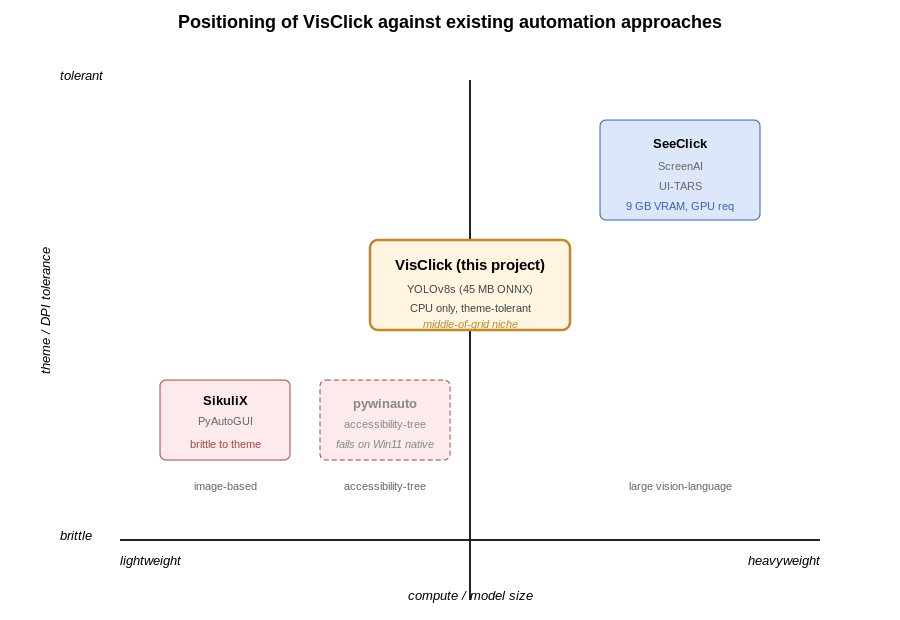 Positioning of VisClick against existing automation approaches
tolerant
SeeClick
ScreenAI
UI-TARS
9 GB VRAM, GPU req
theme / DPI tolerance
VisClick (this project)
YOLOv8s (45 MB ONNX)
CPU only, theme-tolerant
middle-of-grid niche
SikuliX
PyAutoGUI
brittle to theme
pywinauto
accessibility-tree
fails on Win11 native
image-based
accessibility-tree
large vision-language
brittle
lightweight
heavyweight
compute / model size